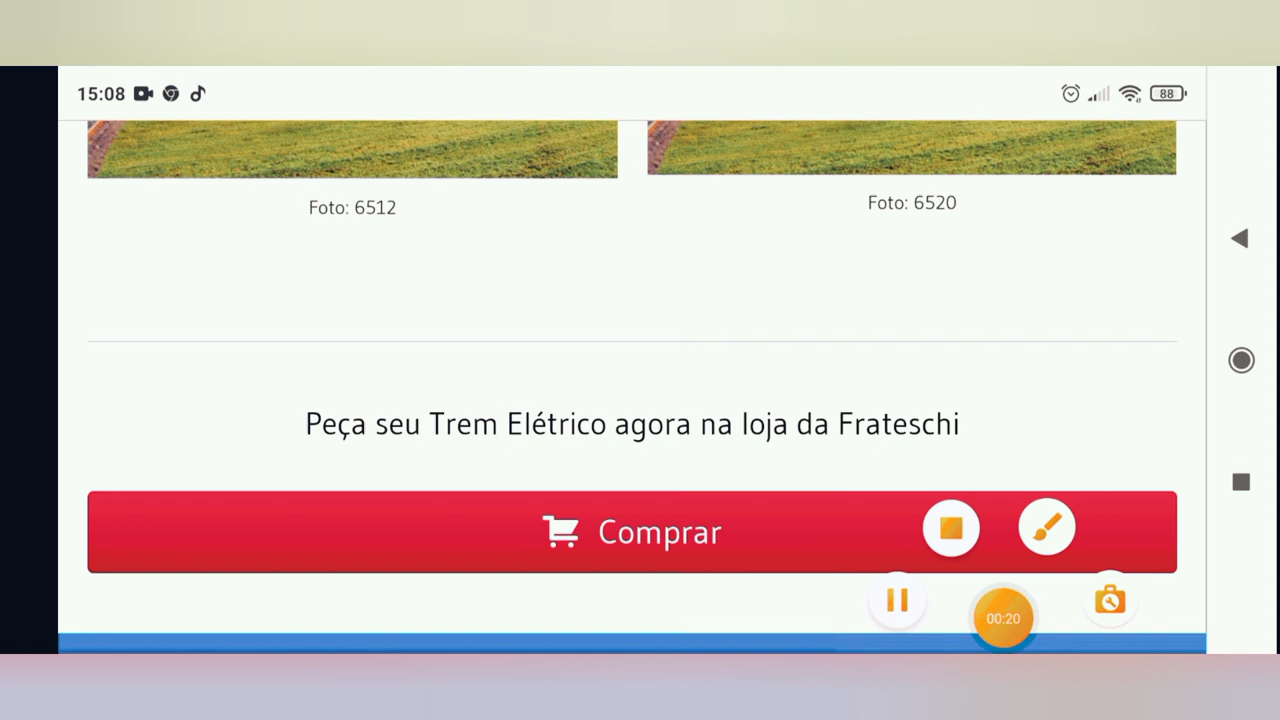 15:08
88
Foto: 6512
Foto: 6520
Peça seu Trem Elétrico agora na loja da Frateschi
Comprar
00:20